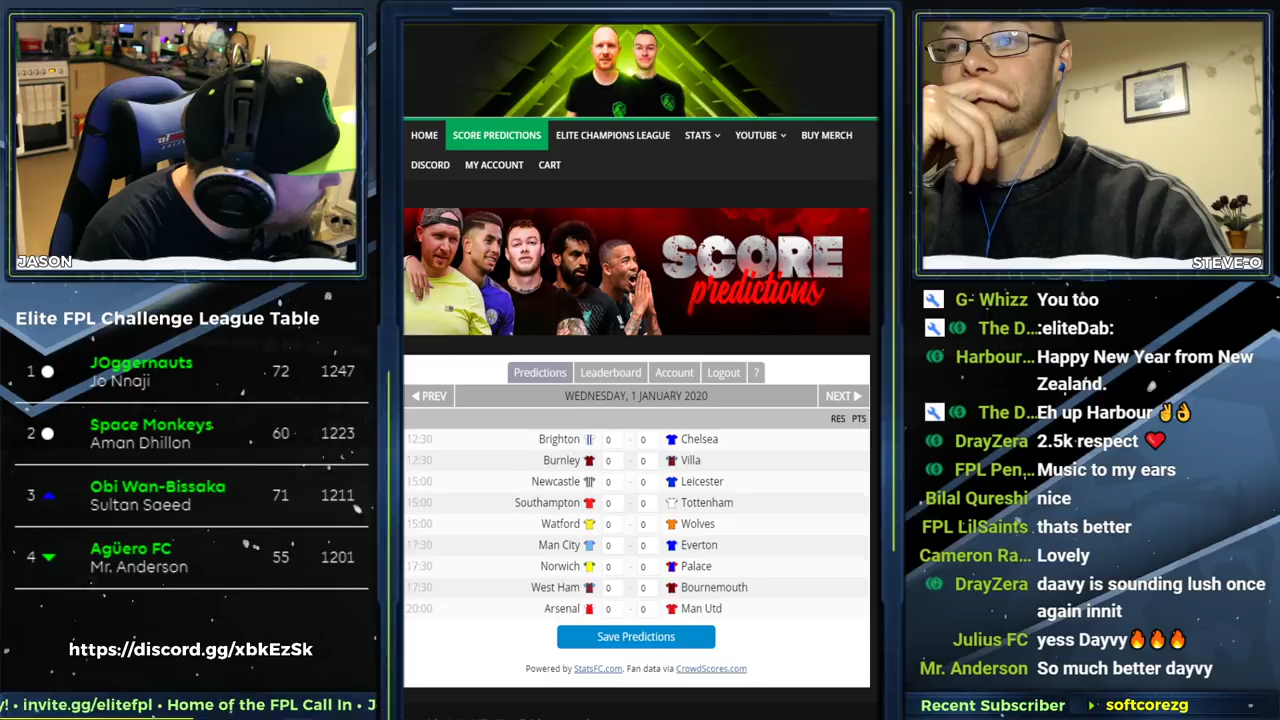 JASON
Elite FPL Challenge League Table
1 JOggernauts 72 1247
Jo Nnaji
2 Space Monkeys 60 1223
Aman Dhillon
3 Obi Wan-Bissaka 71 1211
Sultan Saeed
4 Agüero FC 55 1201
Mr. Anderson
https://discord.gg/xbkEzSk
y! • invite.gg/elitefpl • Home of the FPL Call In • J
HOME SCORE PREDICTIONS ELITE CHAMPIONS LEAGUE STATS YOUTUBE BUY MERCH
DISCORD MY ACCOUNT CART
SCORE
predictions
Predictions Leaderboard Account Logout ?
PREV WEDNESDAY, 1 JANUARY 2020 NEXT
RES PTS
12:30 Brighton 0 - 0 Chelsea
12:30 Burnley 0 - 0 Villa
15:00 Newcastle 0 - 0 Leicester
15:00 Southampton 0 - 0 Tottenham
15:00 Watford 0 - 0 Wolves
17:30 Man City 0 - 0 Everton
17:30 Norwich 0 - 0 Palace
17:30 West Ham 0 - 0 Bournemouth
20:00 Arsenal 0 - 0 Man Utd
Save Predictions
Powered by StatsFC.com. Fan data via CrowdScores.com
STEVE-O
G- Whizz You too
The D... :eliteDab:
Harbour... Happy New Year from New
Zealand.
The D... Eh up Harbour ✌👌
DrayZera 2.5k respect ❤
FPL Pen... Music to my ears
Bilal Qureshi nice
FPL LilSaints thats better
Cameron Ra... Lovely
DrayZera daavy is sounding lush once
again innit
Julius FC yess Dayvy🔥🔥🔥
Mr. Anderson So much better dayvy
Recent Subscriber softcorezg